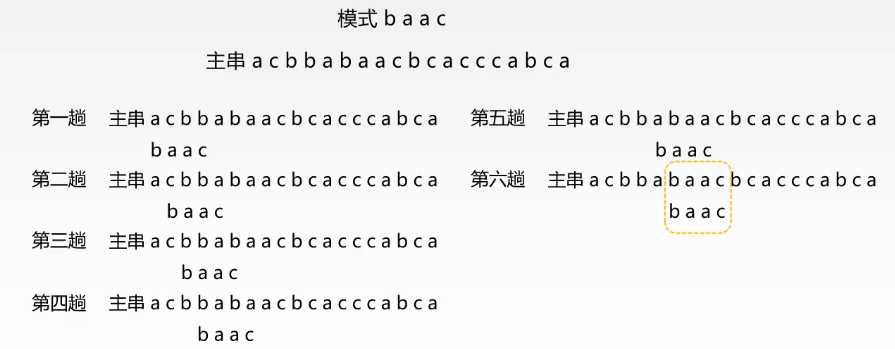 模式 b a a c
主串 a c b b a b a a c b c a c c c a b c a
第一趟 主串 a c b b a b a a c b c a c c c a b c a
b a a c
第二趟 主串 a c b b a b a a c b c a c c c a b c a
b a a c
第三趟 主串 a c b b a b a a c b c a c c c a b c a
b a a c
第四趟 主串 a c b b a b a a c b c a c c c a b c a
b a a c
第五趟 主串 a c b b a b a a c b c a c c c a b c a
b a a c
第六趟 主串 a c b b a b a a c b c a c c c a b c a
b a a c